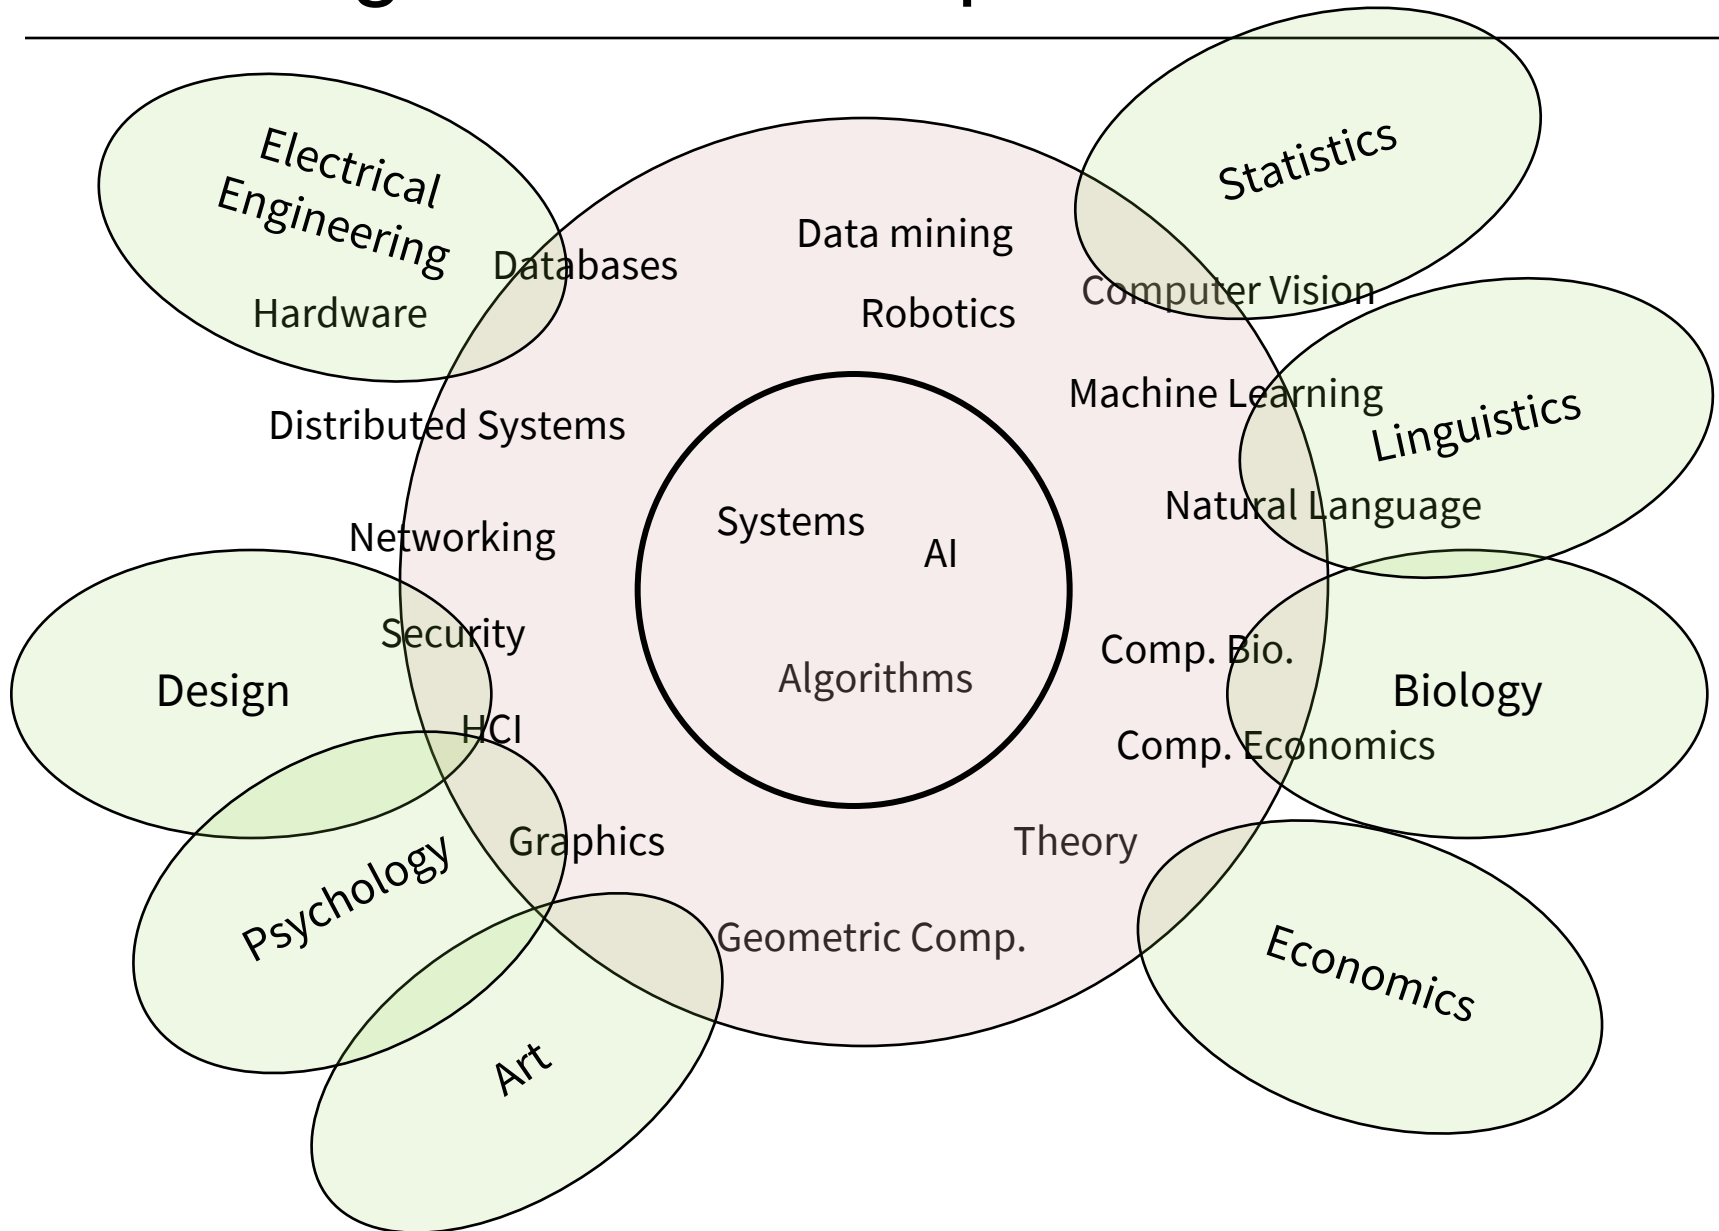 Electrical
Engineering
Statistics
Data mining
Databases
Computer Vision
Hardware
Robotics
Machine Learning
Linguistics
Distributed Systems
Natural Language
Systems
Networking
AI
Security
Comp. Bio.
Algorithms
Design
Biology
HCI
Comp. Economics
Graphics
Theory
Psychology
Geometric Comp.
Economics
Art